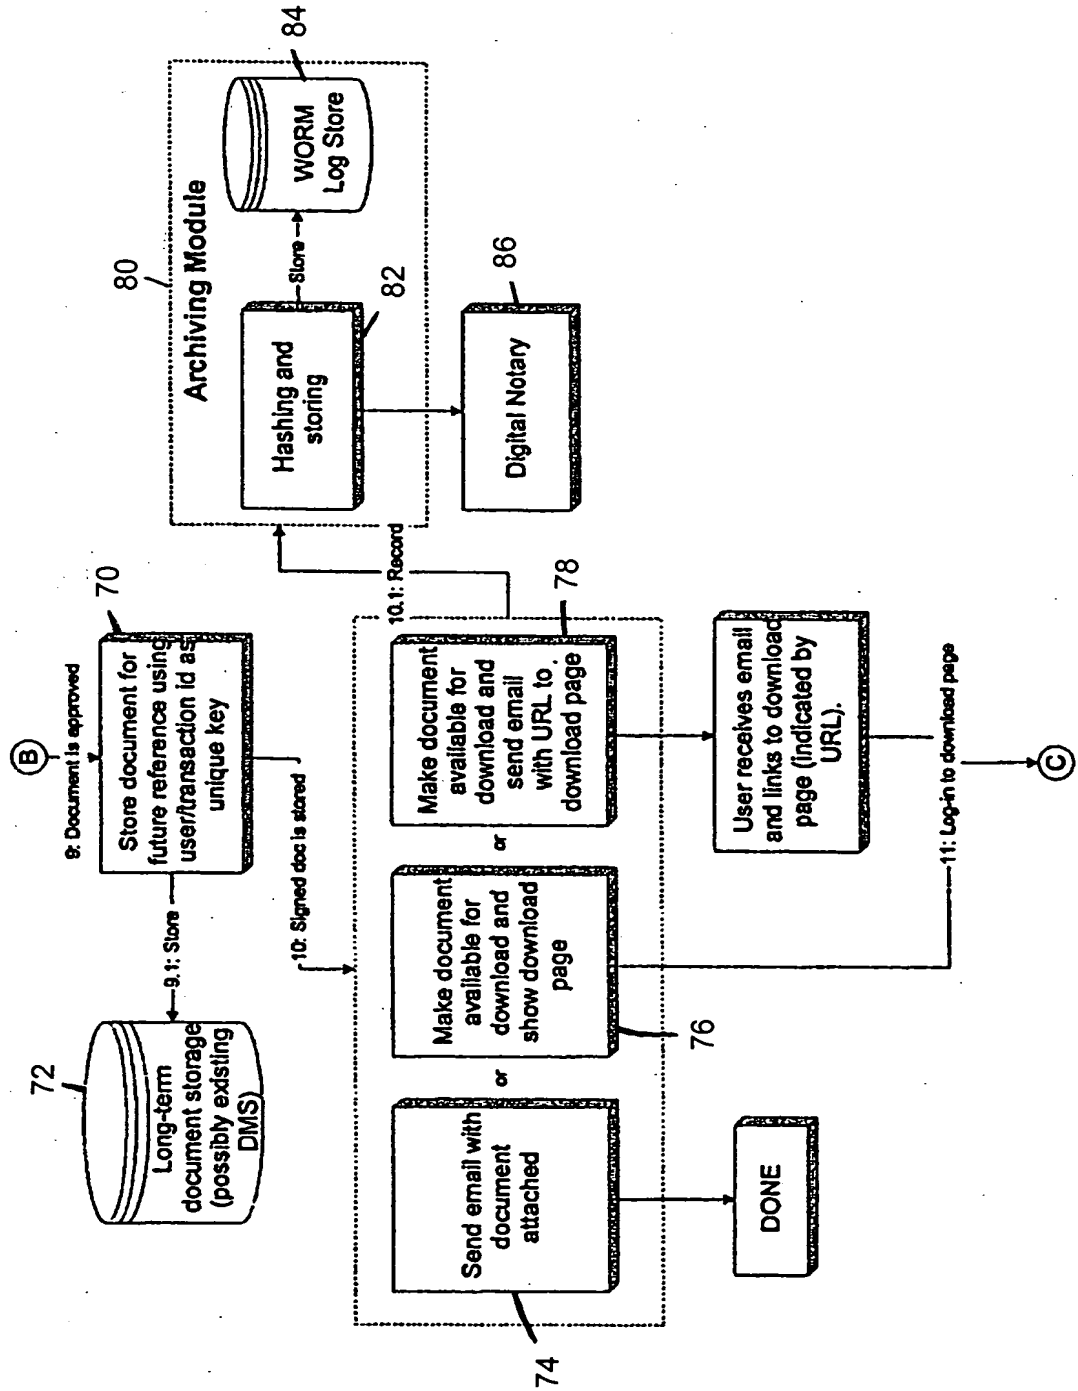 B
9: Document is approved
70
Store document for
future reference using
user/transaction id as
unique key
9.1: Store
72
Long-term
document storage
(possibly existing
DMS)
10: Signed doc is stored
80
Archiving Module
Hashing and
storing
82
Store
WORM
Log Store
84
Digital Notary
86
10.1: Record
Send email with
document
attached
74
or
Make document
available for
download and
show download
page
76
or
Make document
available for
download and
send email
with URL to
download page
78
DONE
User receives email
and links to download
page (indicated by
URL).
11: Log-in to download page
C